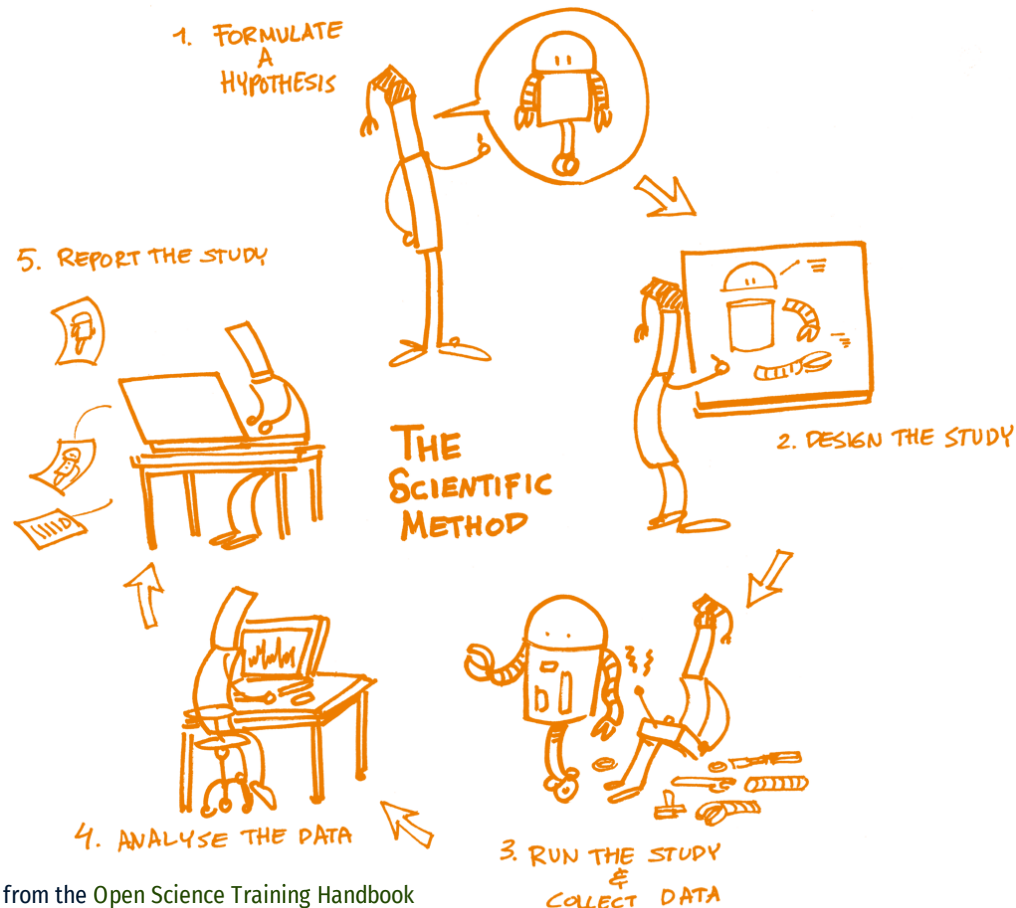 1. FORMULATE
A
HYPOTHESIS
2. DESIGN THE STUDY
3. RUN THE STUDY
&
COLLECT DATA
4. ANALYSE THE DATA
5. REPORT THE STUDY
THE
SCIENTIFIC
METHOD
from the Open Science Training Handbook